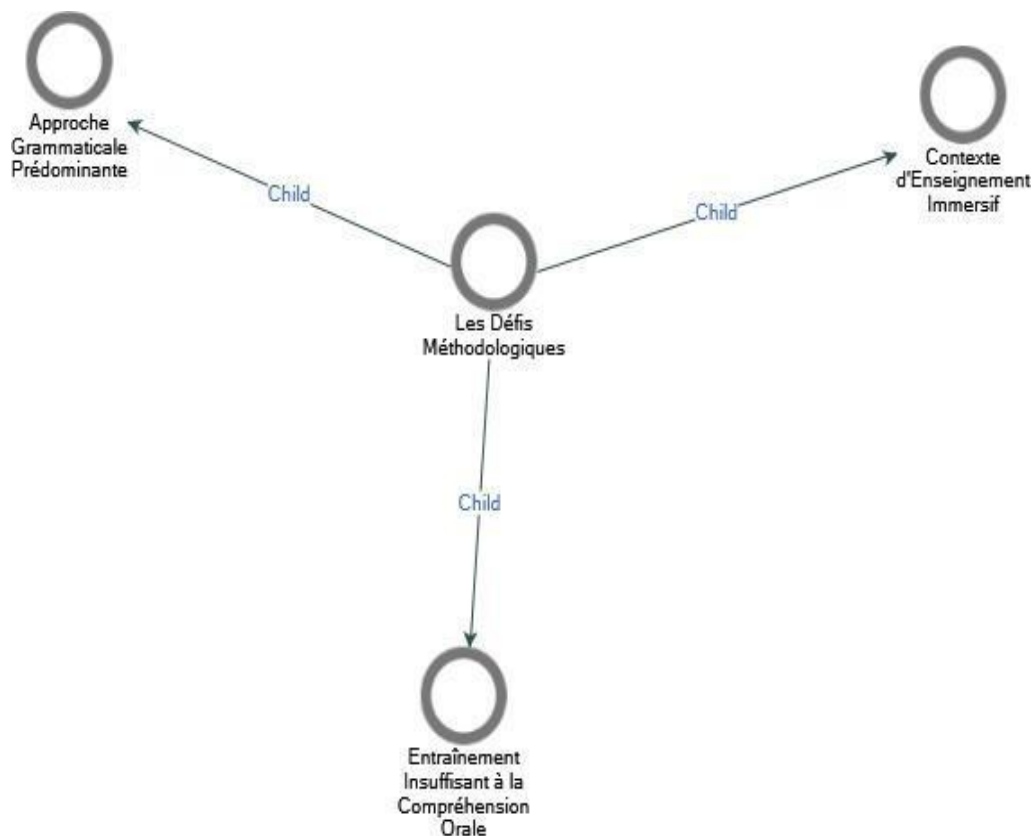 Approche
Grammaticale
Prédominante
Contexte
d'Enseignement
Immersif
Child
Child
Les Défis
Méthodologiques
Child
Entraînement
Insuffisant à la
Compréhension
Orale